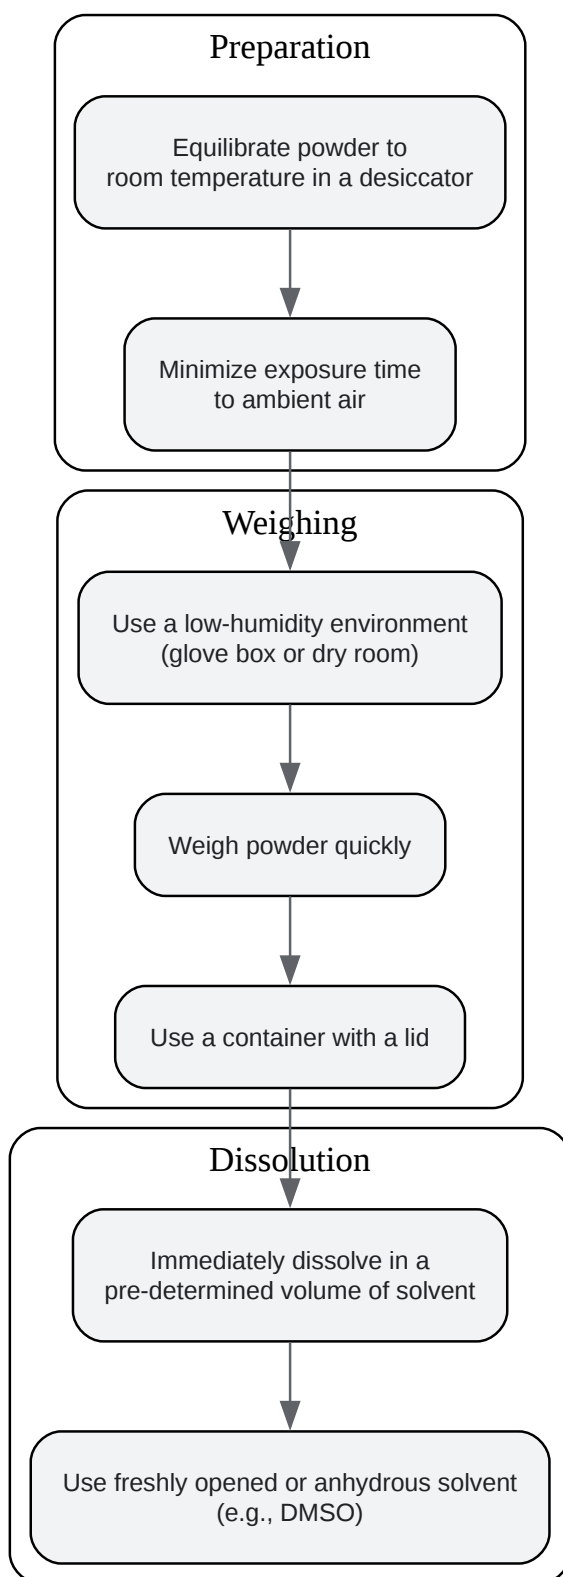 Preparation
Equilibrate powder to
room temperature in a desiccator
Minimize exposure time
to ambient air
Weighing
Use a low-humidity environment
(glove box or dry room)
Weigh powder quickly
Use a container with a lid
Dissolution
Immediately dissolve in a
pre-determined volume of solvent
Use freshly opened or anhydrous solvent
(e.g., DMSO)